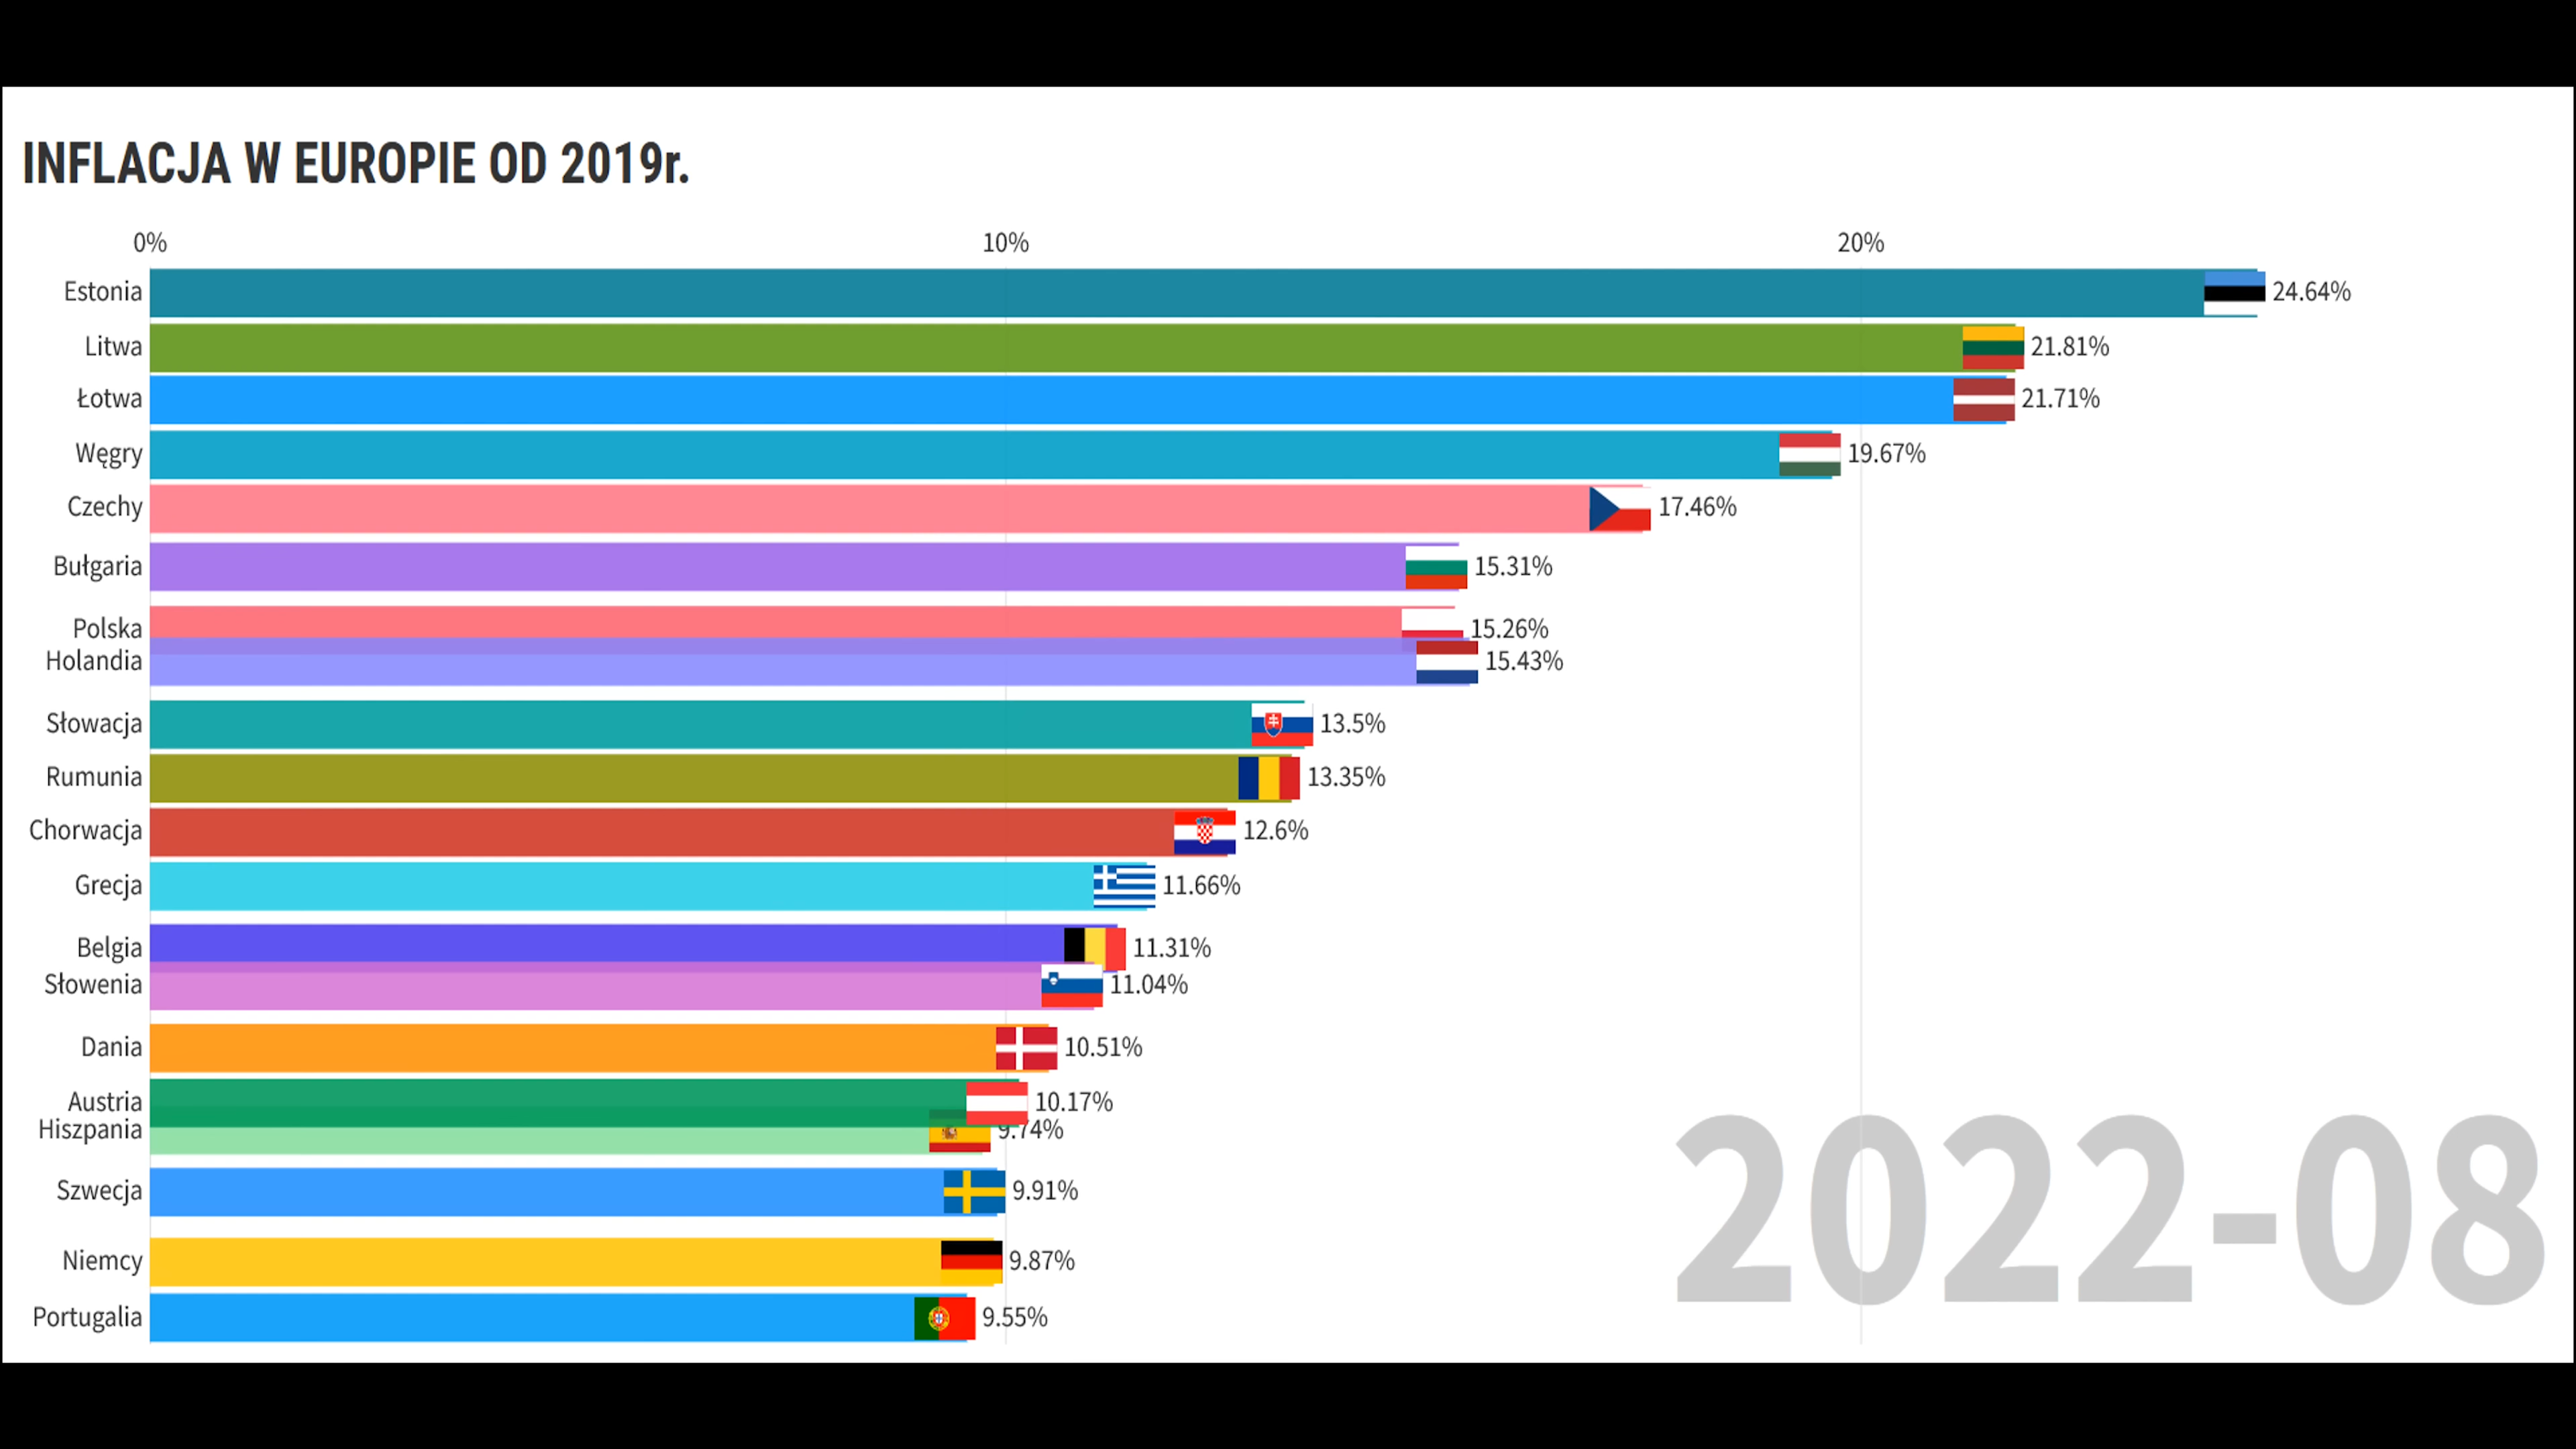 INFLACJA W EUROPIE OD 2019r.
0% 10% 20%
Estonia 24.64%
Litwa 21.81%
Łotwa 21.71%
Węgry 19.67%
Czechy 17.46%
Bułgaria 15.31%
Polska 15.26%
Holandia 15.43%
Słowacja 13.5%
Rumunia 13.35%
Chorwacja 12.6%
Grecja 11.66%
Belgia 11.31%
Słowenia 11.04%
Dania 10.51%
Austria 10.17%
Hiszpania 9.74%
Szwecja 9.91%
Niemcy 9.87%
Portugalia 9.55%
2022-08